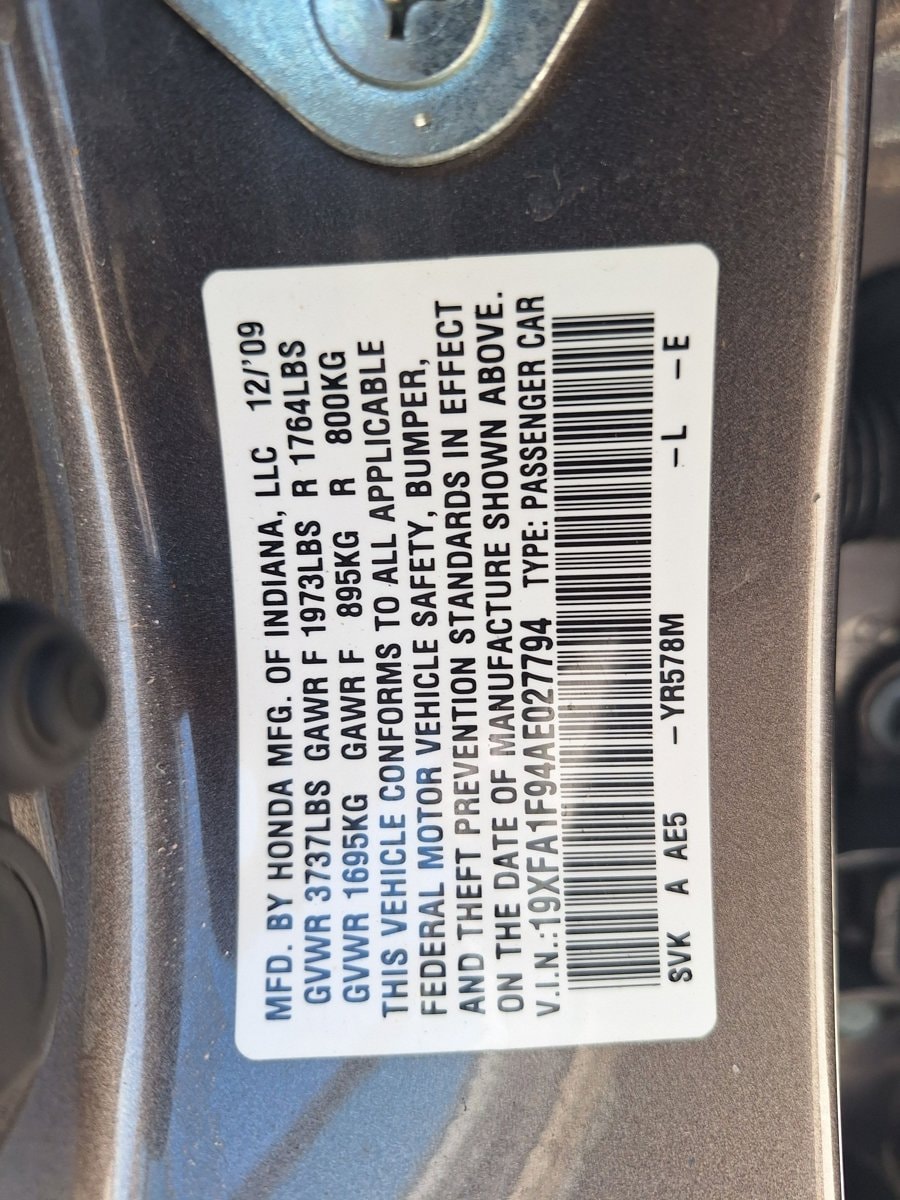 MFD. BY HONDA MFG. OF INDIANA, LLC 12/'09
GVWR 3737LBS GAWR F 1973LBS R 1764LBS
GVWR 1695KG GAWR F 895KG R 800KG
THIS VEHICLE CONFORMS TO ALL APPLICABLE
FEDERAL MOTOR VEHICLE SAFETY, BUMPER,
AND THEFT PREVENTION STANDARDS IN EFFECT
ON THE DATE OF MANUFACTURE SHOWN ABOVE.
V.I.N.:19XFA1F94AE027794 TYPE: PASSENGER CAR
SVK A AE5 -YR578M -L -E